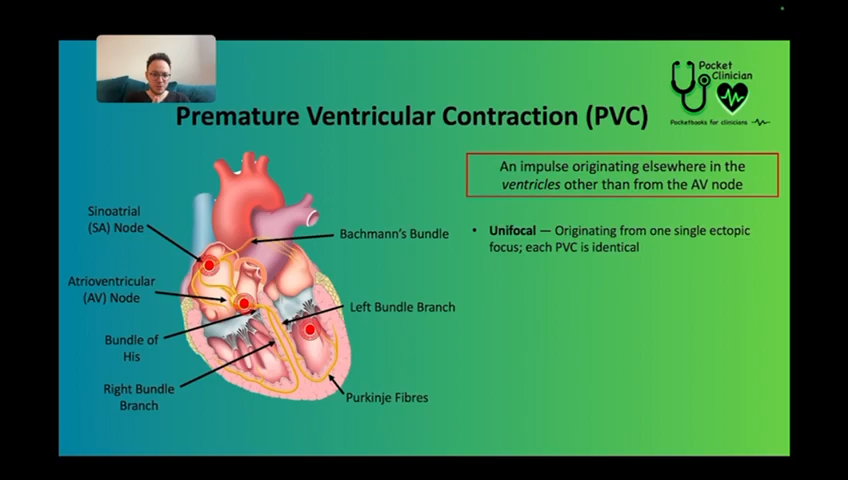 Pocket
Clinician
Pocketbooks for clinicians
Premature Ventricular Contraction (PVC)
An impulse originating elsewhere in the
ventricles other than from the AV node
Sinoatrial
(SA) Node
Bachmann's Bundle
• Unifocal — Originating from one single ectopic
focus; each PVC is identical
Atrioventricular
(AV) Node
Left Bundle Branch
Bundle of
His
Right Bundle
Branch
Purkinje Fibres